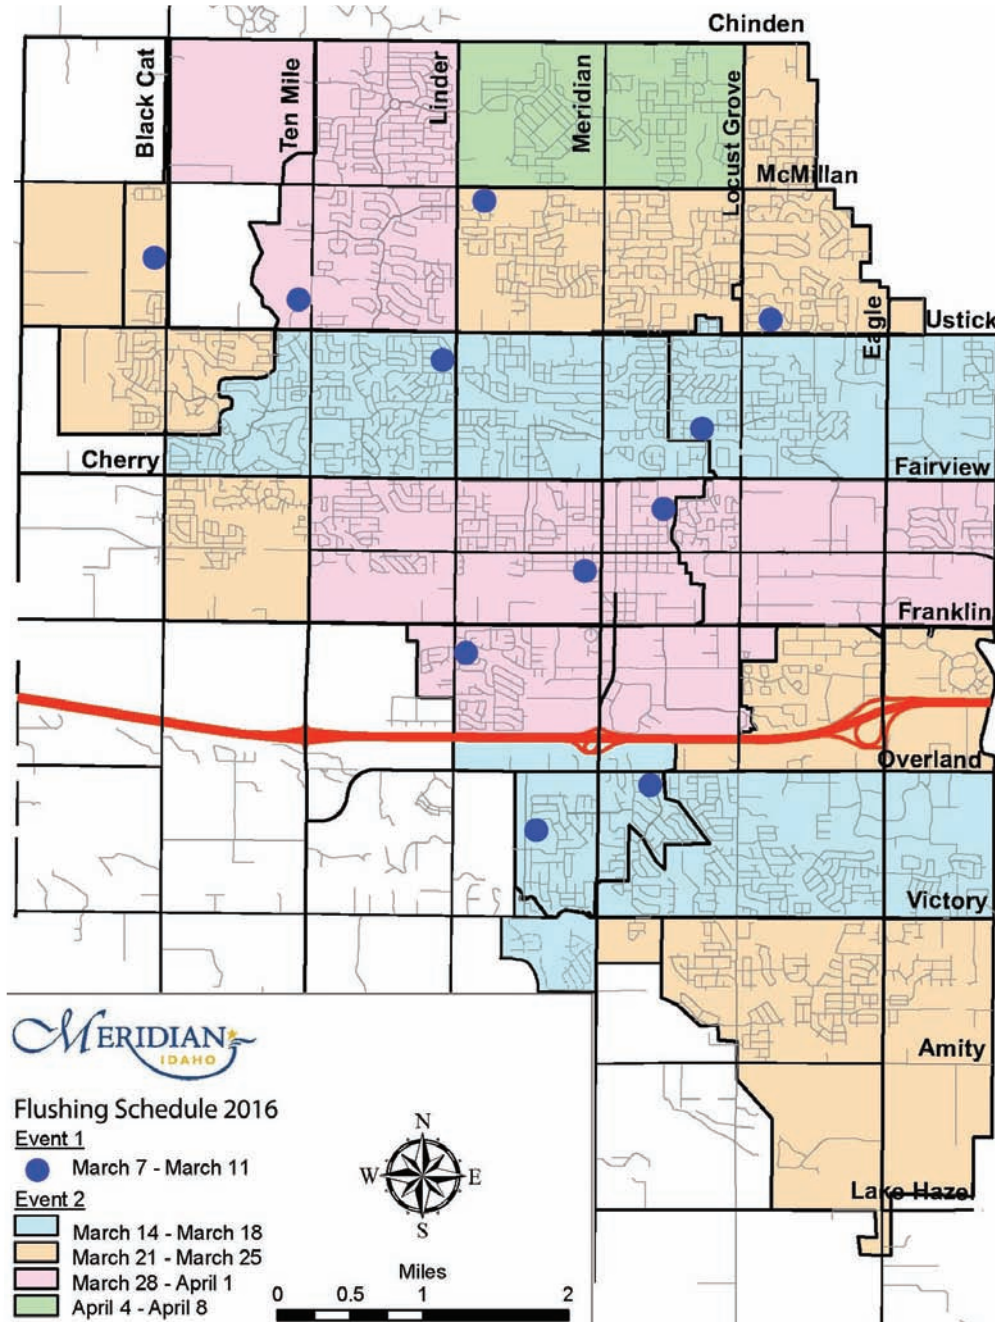 Chinden
Black Cat
Ten Mile
Linder
Meridian
Locust Grove
McMillan
Eagle
Ustick
Cherry
Fairview
Franklin
Overland
Victory
Amity
Lake Hazel
MERIDIAN
IDAHO
Flushing Schedule 2016
Event 1
March 7 - March 11
Event 2
March 14 - March 18
March 21 - March 25
March 28 - April 1
April 4 - April 8
N
W E
S
Miles
0 0.5 1 2